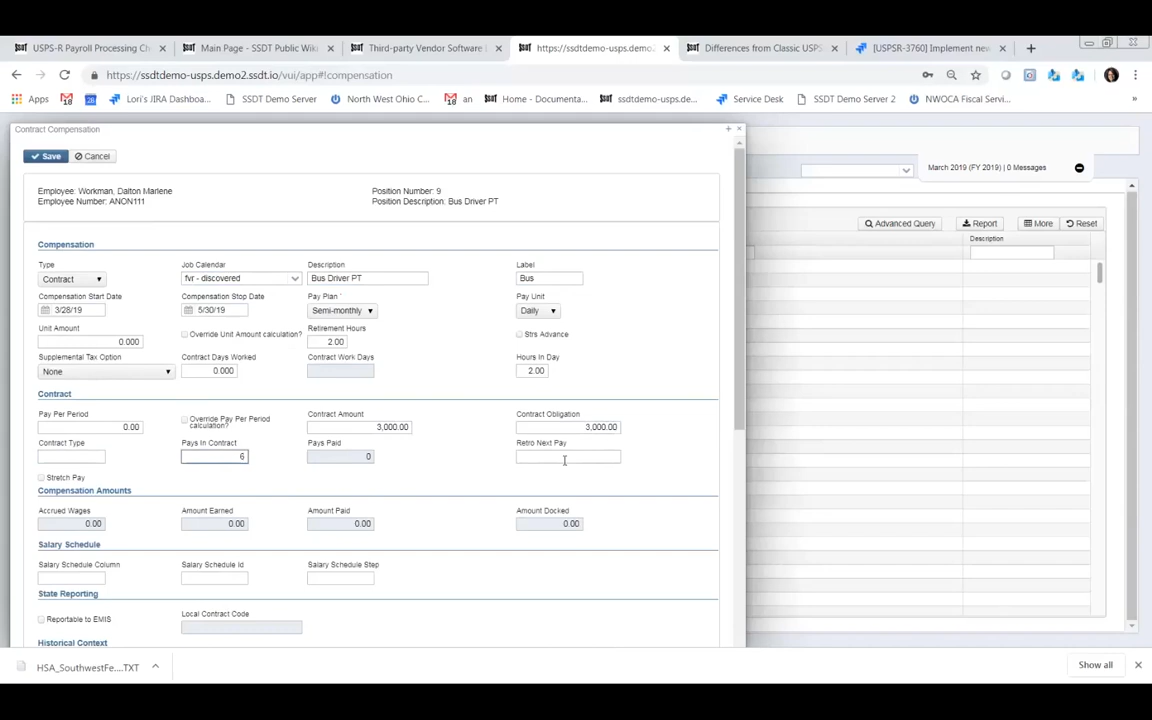 USPS-R Payroll Processing Ch
Main Page - SSDT Public Wiki
Third-party Vendor Software L
https://ssdtdemo-usps.demo2.
Differences from Classic USPS
[USPSR-3760] Implement nev
https://ssdtdemo-usps.demo2.ssdt.io/vui/app#!compensation
Apps
Lori's JIRA Dashboa...
SSDT Demo Server
North West Ohio C...
an
Home - Documenta...
ssdtdemo-usps.de...
Service Desk
SSDT Demo Server 2
NWOCA Fiscal Servi...
»
Contract Compensation
Save
Cancel
March 2019 (FY 2019) | 0 Messages
Employee: Workman, Dalton Marlene
Position Number: 9
Employee Number: ANON111
Position Description: Bus Driver PT
Advanced Query
Report
More
Reset
Description
Compensation
Type
Job Calendar
Description
Label
Contract
fvr - discovered
Bus Driver PT
Bus
Compensation Start Date
Compensation Stop Date
Pay Plan *
Pay Unit
3/28/19
5/30/19
Semi-monthly
Daily
Unit Amount
Override Unit Amount calculation?
Retirement Hours
Strs Advance
0.000
2.00
Supplemental Tax Option
Contract Days Worked
Contract Work Days
Hours In Day
None
0.000
2.00
Contract
Pay Per Period
Override Pay Per Period calculation?
Contract Amount
Contract Obligation
0.00
3,000.00
3,000.00
Contract Type
Pays In Contract
Pays Paid
Retro Next Pay
6
0
Stretch Pay
Compensation Amounts
Accrued Wages
Amount Earned
Amount Paid
Amount Docked
0.00
0.00
0.00
0.00
Salary Schedule
Salary Schedule Column
Salary Schedule Id
Salary Schedule Step
State Reporting
Reportable to EMIS
Local Contract Code
Historical Context
HSA_SouthwestFe....TXT
Show all